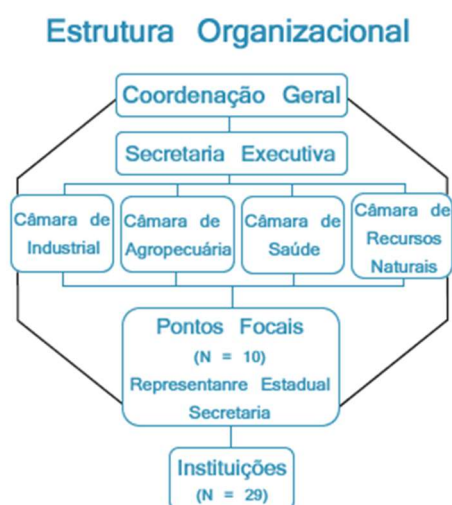 Estrutura Organizacional
Coordenação Geral
Secretaria Executiva
Câmara de
Industrial
Câmara de
Agropecuária
Câmara de
Saúde
Câmara de
Recursos
Naturais
Pontos Focais
(N = 10)
Representanre Estadual
Secretaria
Instituições
(N = 29)